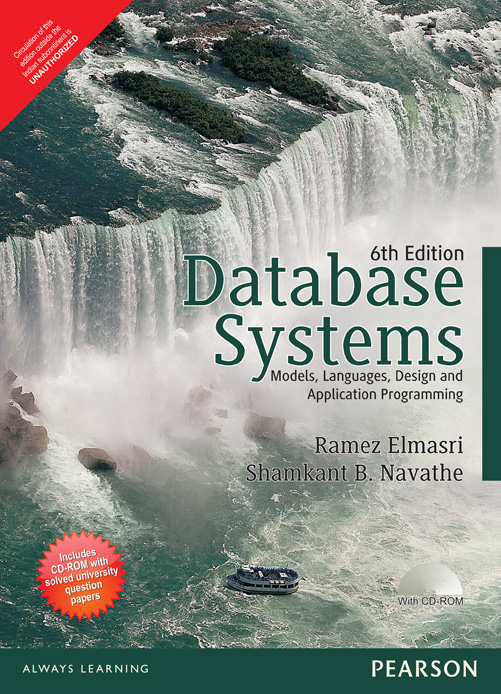 Circulation of this
edition outside the
Indian subcontinent is
UNAUTHORIZED
6th Edition
Database
Systems
Models, Languages, Design and
Application Programming
Ramez Elmasri
Shamkant B. Navathe
Includes
CD-ROM with
solved university
question
papers
With CD-ROM
ALWAYS LEARNING
PEARSON